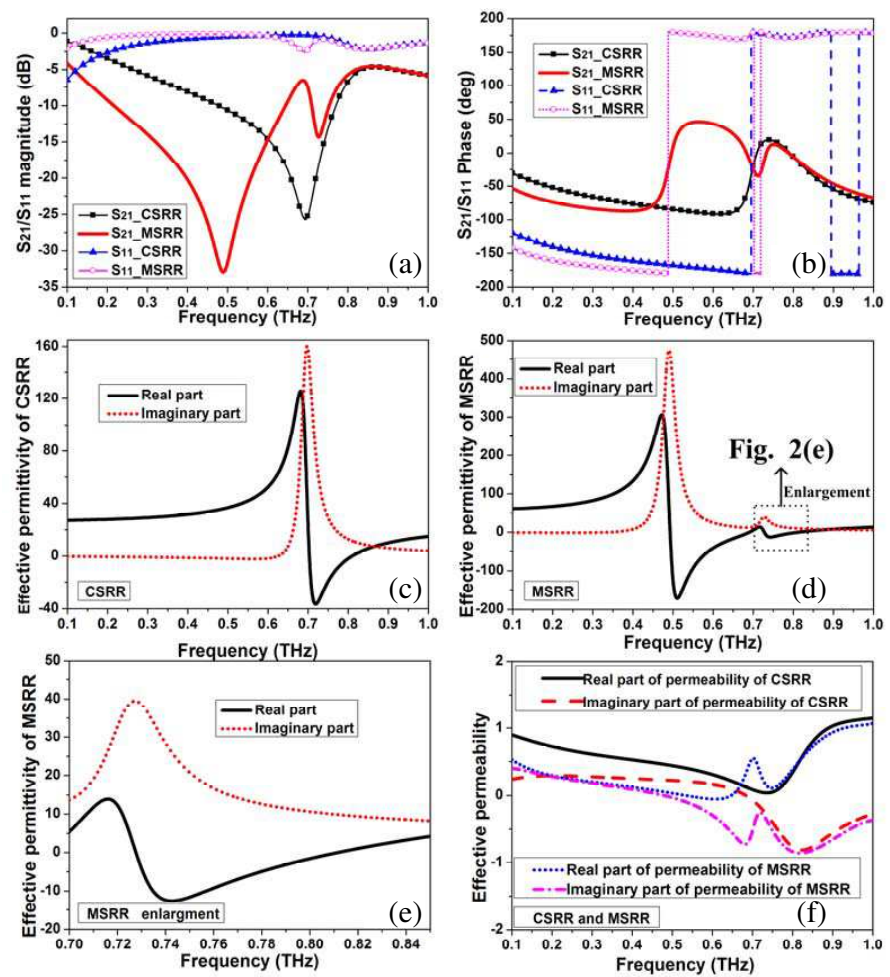 S21/S11 magnitude (dB)
0
-5
-10
-15
-20
-25
-30
-35
S21_CSRR
S21_MSRR
S11_CSRR
S11_MSRR
(a)
0.1 0.2 0.3 0.4 0.5 0.6 0.7 0.8 0.9 1.0
Frequency (THz)
S21/S11 Phase (deg)
200
150
100
50
0
-50
-100
-150
-200
S21_CSRR
S21_MSRR
S11_CSRR
S11_MSRR
(b)
0.1 0.2 0.3 0.4 0.5 0.6 0.7 0.8 0.9 1.0
Frequency (THz)
Effective permittivity of CSRR
160
120
80
40
0
-40
Real part
Imaginary part
CSRR
(c)
0.1 0.2 0.3 0.4 0.5 0.6 0.7 0.8 0.9 1.0
Frequency (THz)
Effective permittivity of MSRR
500
400
300
200
100
0
-100
-200
Real part
Imaginary part
Fig. 2(e)
Enlargement
MSRR
(d)
0.1 0.2 0.3 0.4 0.5 0.6 0.7 0.8 0.9 1.0
Frequency (THz)
Effective permittivity of MSRR
50
40
30
20
10
0
-10
-20
Real part
Imaginary part
MSRR enlargment
(e)
0.70 0.72 0.74 0.76 0.78 0.80 0.82 0.84
Frequency (THz)
Effective permeability
2
1
0
-1
-2
Real part of permeability of CSRR
Imaginary part of permeability of CSRR
Real part of permeability of MSRR
Imaginary part of permeability of MSRR
CSRR and MSRR
(f)
0.1 0.2 0.3 0.4 0.5 0.6 0.7 0.8 0.9 1.0
Frequency (THz)